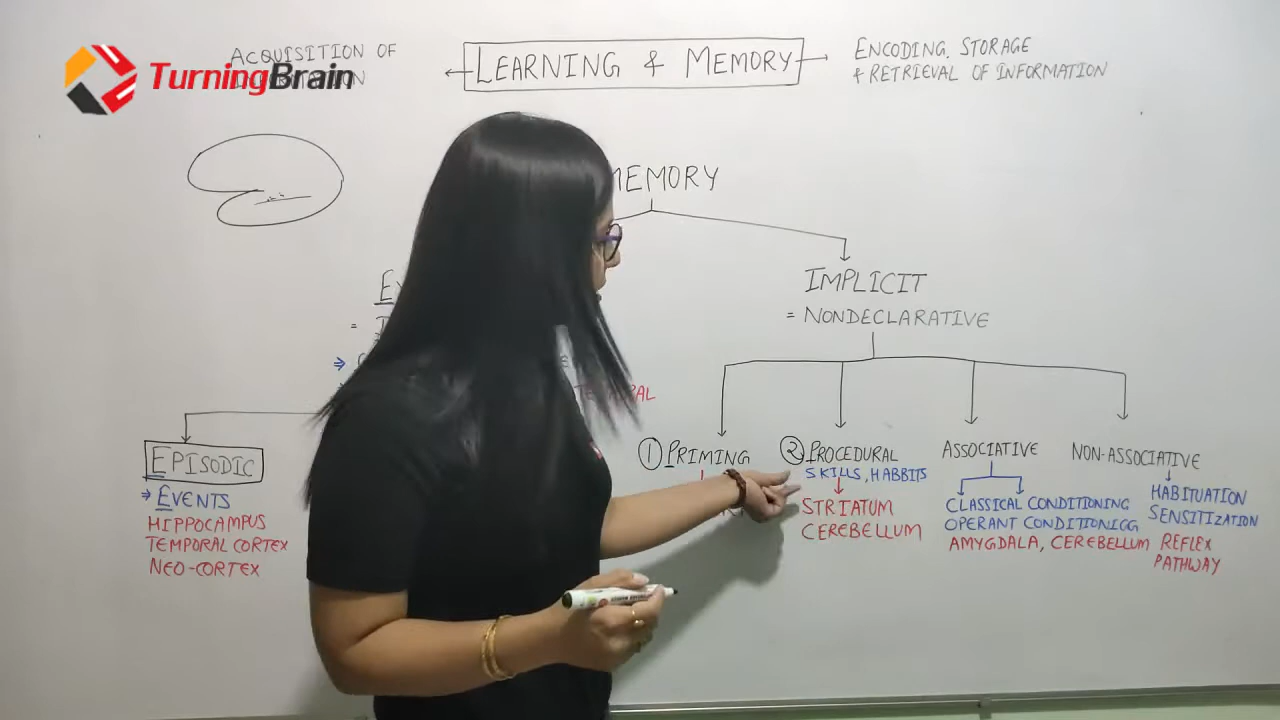 ACQUISITION OF
TurningBrain
LEARNING & MEMORY
ENCODING, STORAGE
& RETRIEVAL OF INFORMATION
MEMORY
IMPLICIT
= NONDECLARATIVE
EPISODIC
⇒ EVENTS
HIPPOCAMPUS
TEMPORAL CORTEX
NEO-CORTEX
① PRIMING
② PROCEDURAL
SKILLS, HABBITS
STRIATUM
CEREBELLUM
ASSOCIATIVE
CLASSICAL CONDITIONING
OPERANT CONDITIONIGG
AMYGDALA, CEREBELLUM
NON-ASSOCIATIVE
HABITUATION
SENSITIZATION
REFLEX
PATHWAY